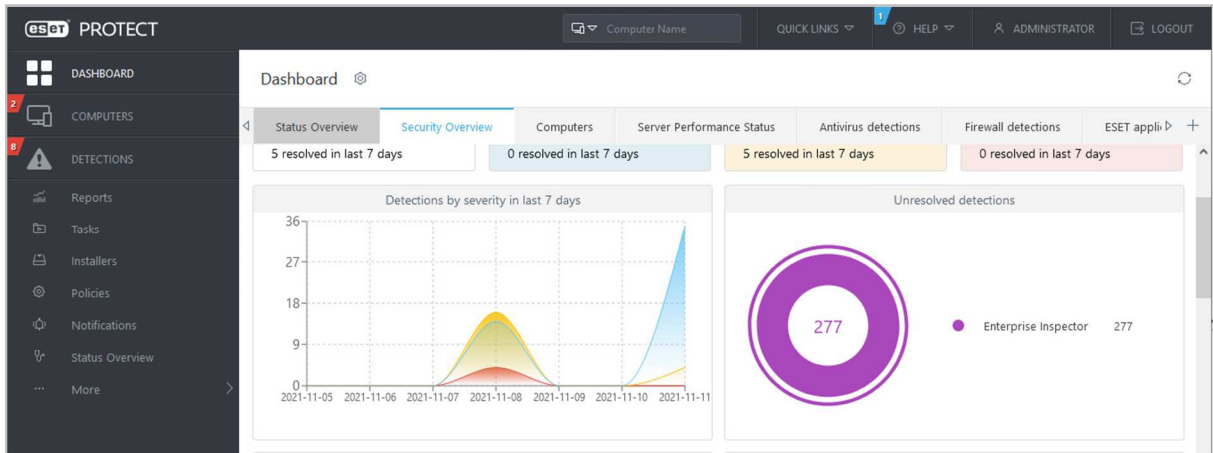 eset PROTECT
Computer Name
QUICK LINKS
1
HELP
ADMINISTRATOR
LOGOUT
DASHBOARD
2
COMPUTERS
8
DETECTIONS
Reports
Tasks
Installers
Policies
Notifications
Status Overview
More
Dashboard
Status Overview
Security Overview
Computers
Server Performance Status
Antivirus detections
Firewall detections
ESET appli
5 resolved in last 7 days
0 resolved in last 7 days
5 resolved in last 7 days
0 resolved in last 7 days
Detections by severity in last 7 days
36
27
18
9
0
2021-11-05 2021-11-06 2021-11-07 2021-11-08 2021-11-09 2021-11-10 2021-11-11
Unresolved detections
277
Enterprise Inspector 277